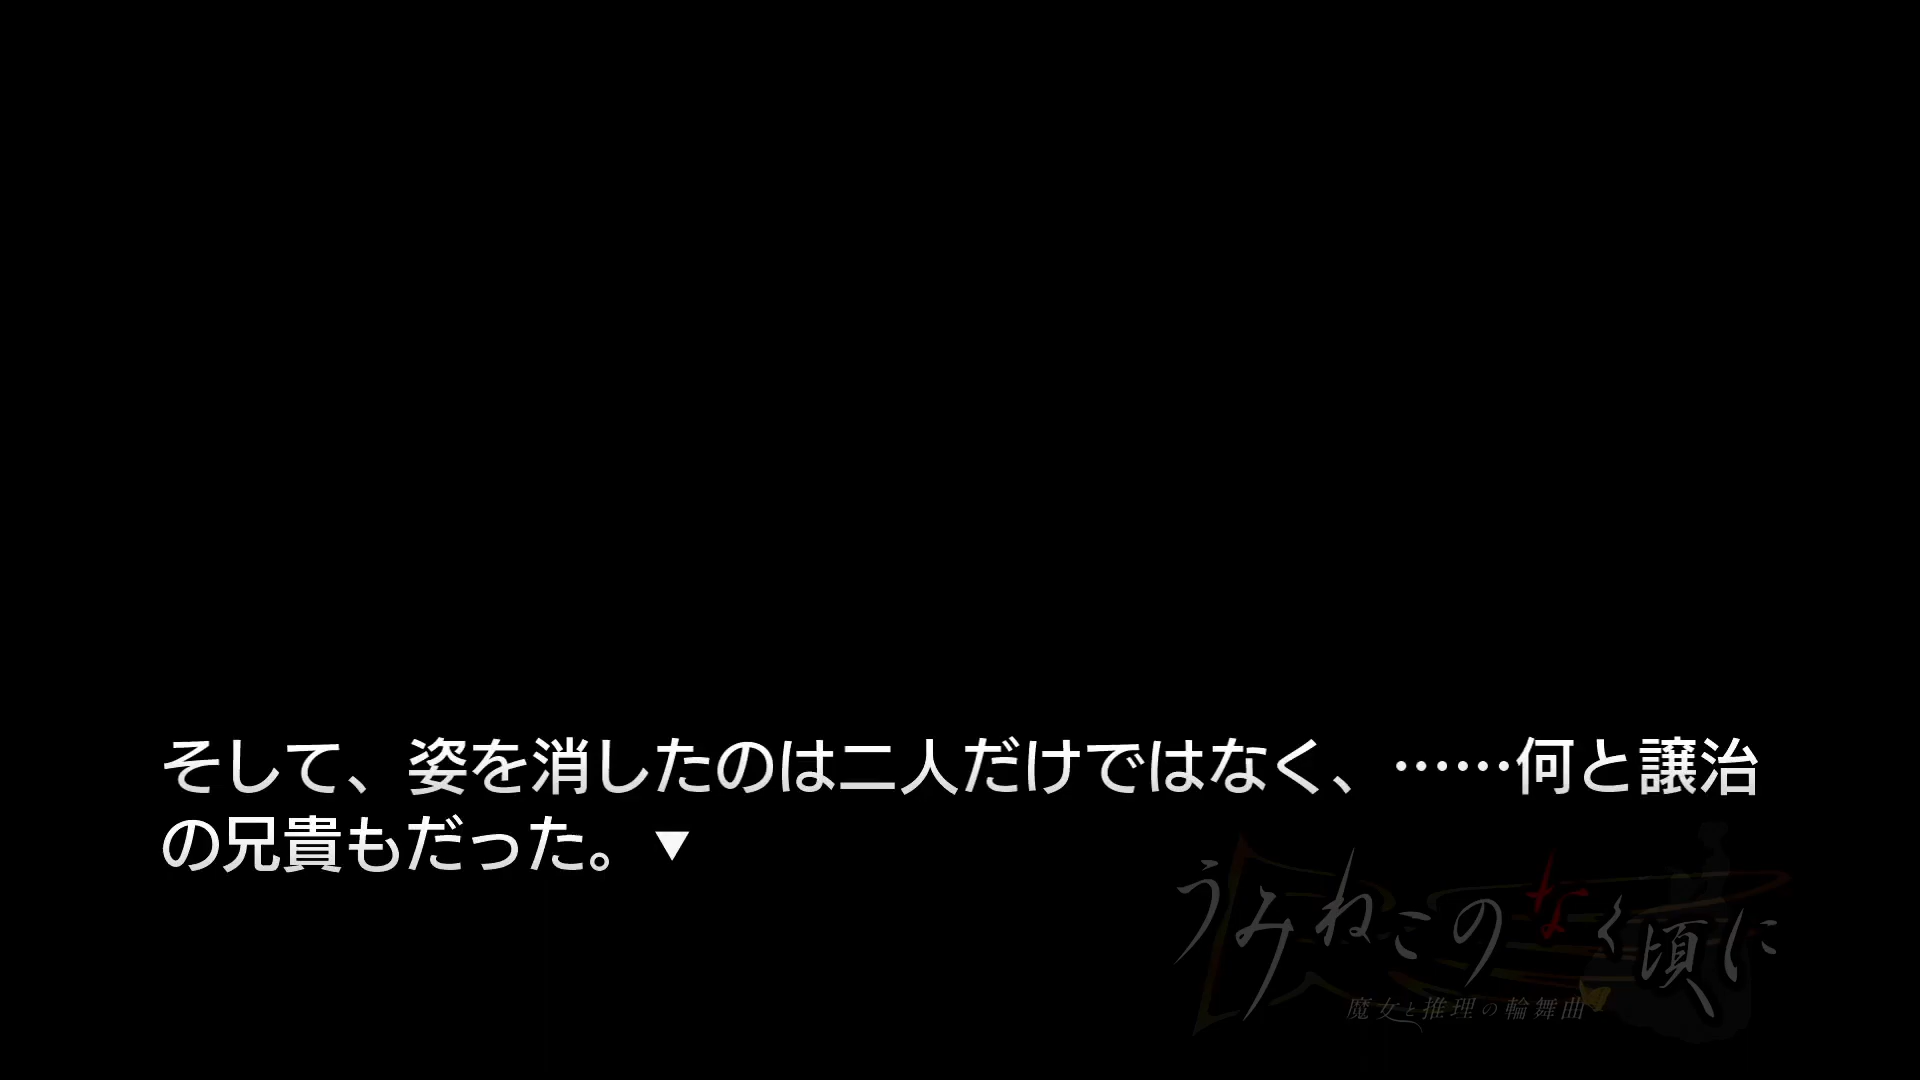 そして、姿を消したのは二人だけではなく、……何と譲治
の兄貴もだった。▼
うみねこのなく頃に
魔女と推理の輪舞曲